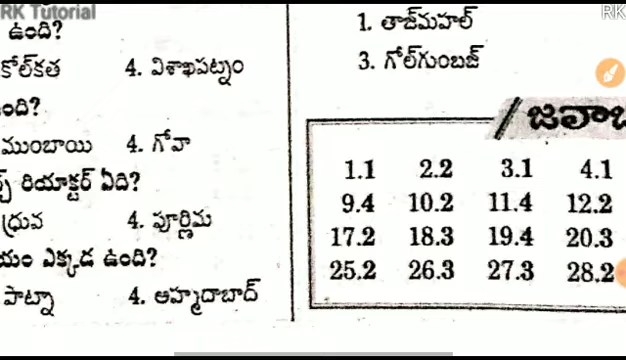 RK Tutorial
RK
ఉంది?
కోల్‌కత 4. విశాఖపట్నం
ఉంది?
ముంబాయి 4. గోవా
రియాక్టర్ ఏది?
ధ్రువ 4. పూర్ణిమ
ఎక్కడ ఉంది?
పాట్నా 4. అహ్మదాబాద్
1. తాజ్‌మహల్
3. గోల్‌గుంబజ్
1.1 2.2 3.1 4.1
9.4 10.2 11.4 12.2
17.2 18.3 19.4 20.3
25.2 26.3 27.3 28.2